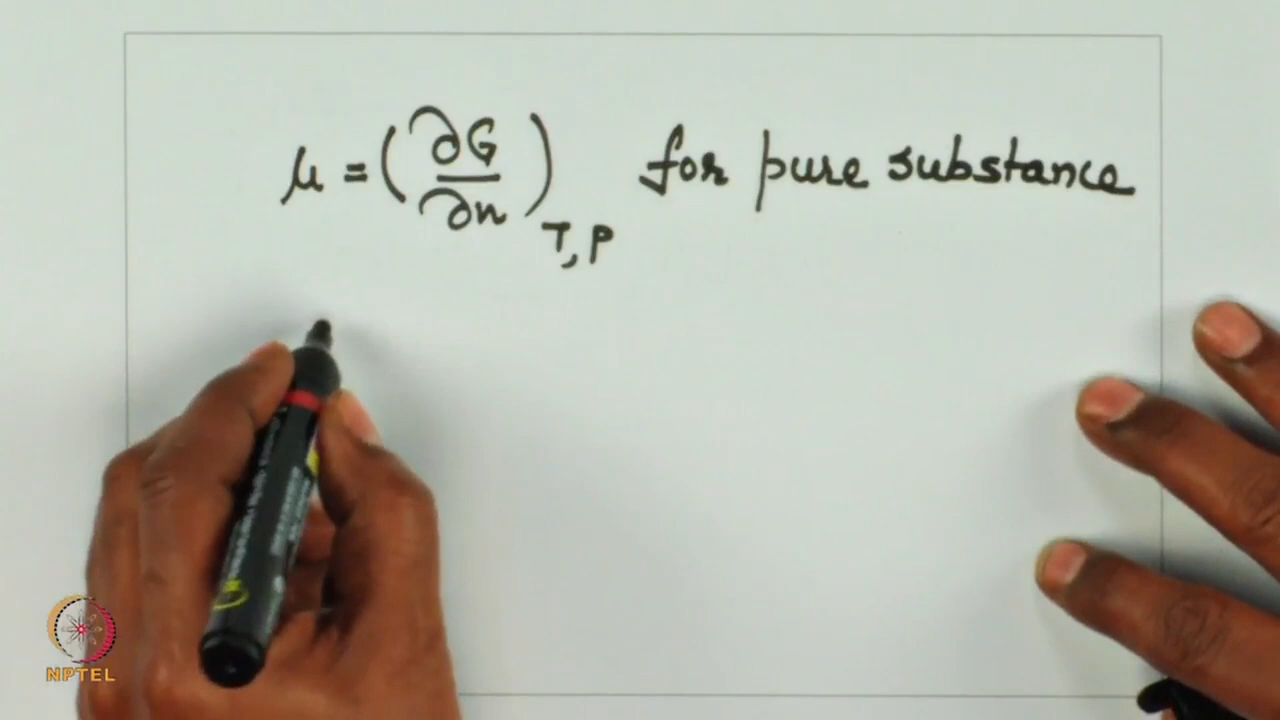 μ = (∂G/∂n)T,P for pure substance
NPTEL